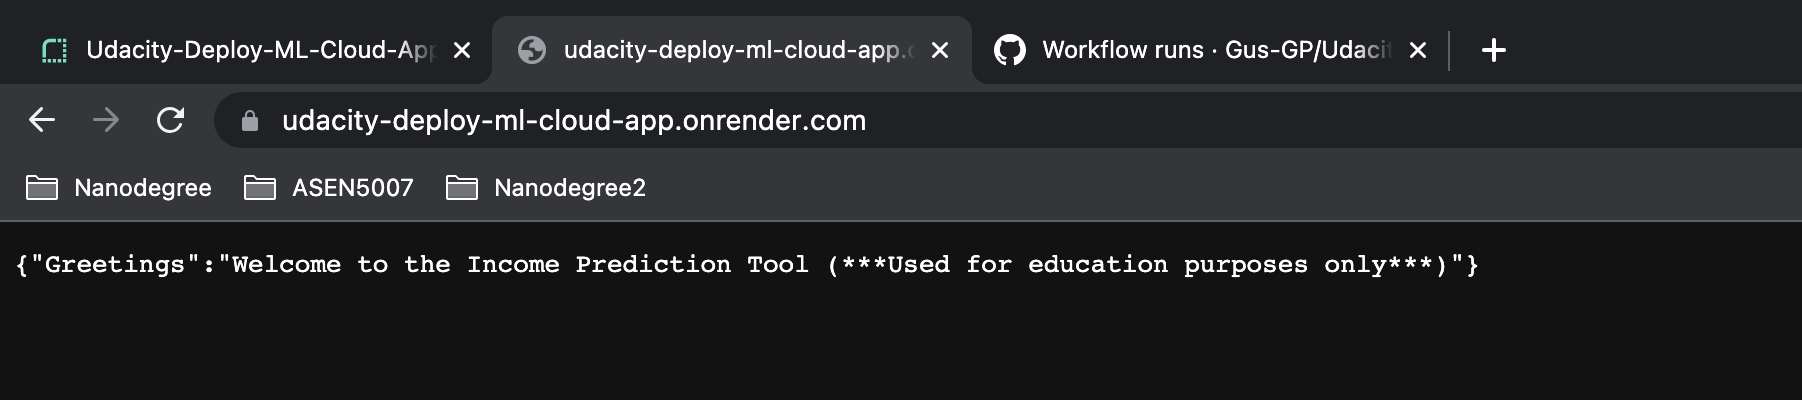 Udacity-Deploy-ML-Cloud-App
udacity-deploy-ml-cloud-app.
Workflow runs · Gus-GP/Udacit
udacity-deploy-ml-cloud-app.onrender.com
Nanodegree
ASEN5007
Nanodegree2
{"Greetings":"Welcome to the Income Prediction Tool (***Used for education purposes only***)"}